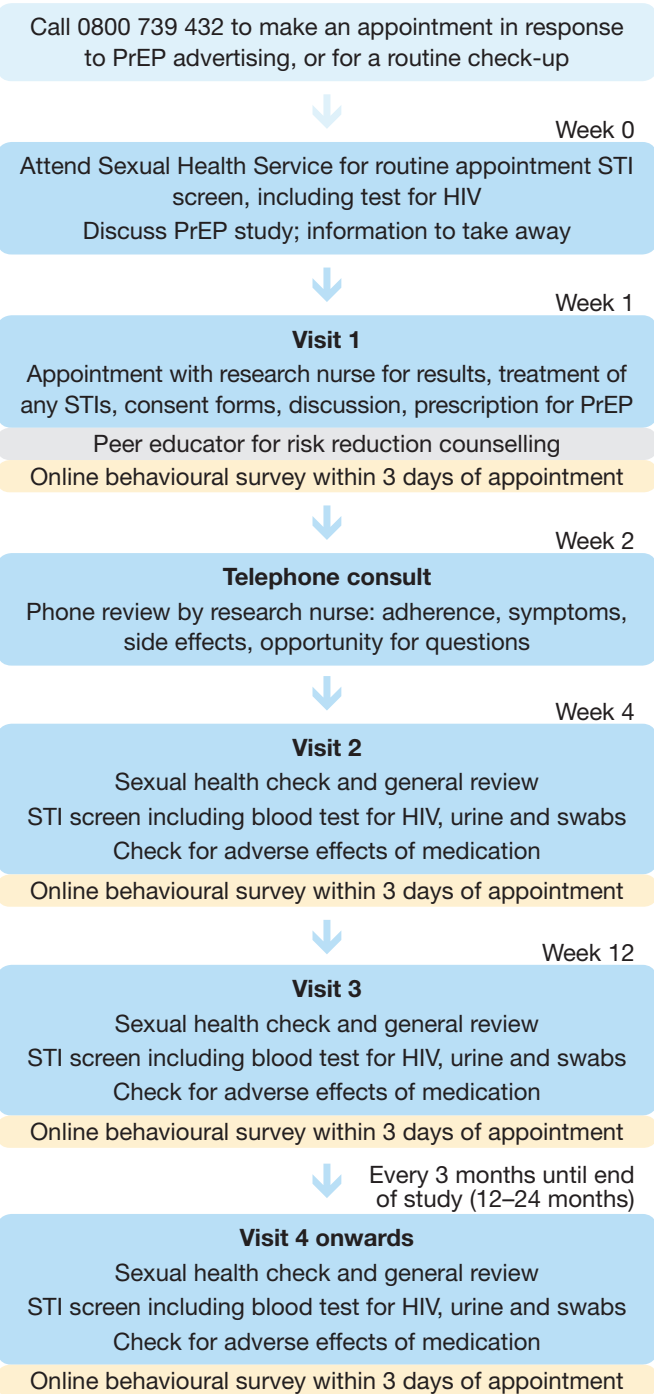 Call 0800 739 432 to make an appointment in response
to PrEP advertising, or for a routine check-up
Week 0
Attend Sexual Health Service for routine appointment STI
screen, including test for HIV
Discuss PrEP study; information to take away
Week 1
Visit 1
Appointment with research nurse for results, treatment of
any STIs, consent forms, discussion, prescription for PrEP
Peer educator for risk reduction counselling
Online behavioural survey within 3 days of appointment
Week 2
Telephone consult
Phone review by research nurse: adherence, symptoms,
side effects, opportunity for questions
Week 4
Visit 2
Sexual health check and general review
STI screen including blood test for HIV, urine and swabs
Check for adverse effects of medication
Online behavioural survey within 3 days of appointment
Week 12
Visit 3
Sexual health check and general review
STI screen including blood test for HIV, urine and swabs
Check for adverse effects of medication
Online behavioural survey within 3 days of appointment
Every 3 months until end
of study (12–24 months)
Visit 4 onwards
Sexual health check and general review
STI screen including blood test for HIV, urine and swabs
Check for adverse effects of medication
Online behavioural survey within 3 days of appointment